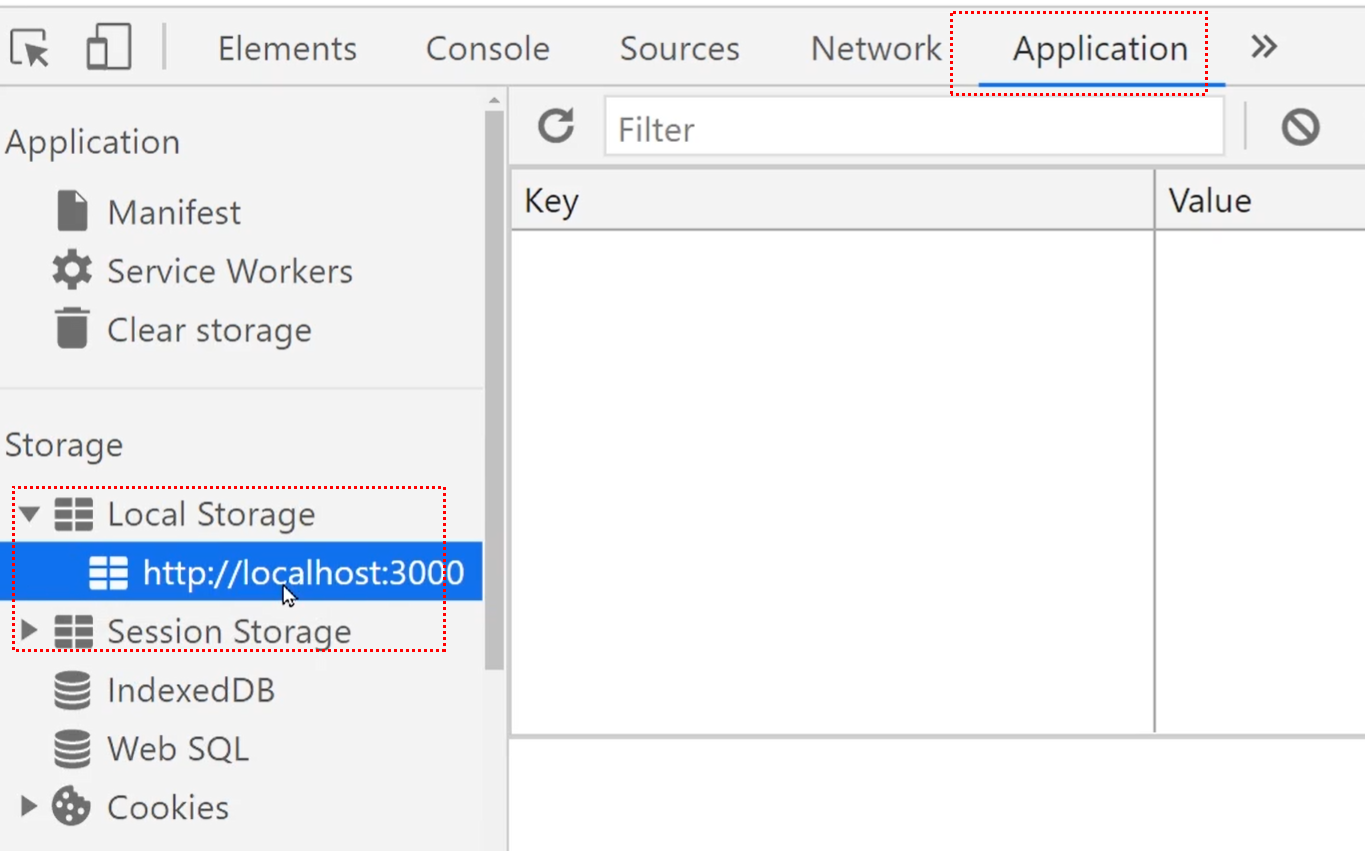 Elements Console Sources Network Application
Application
Manifest
Service Workers
Clear storage
Storage
Local Storage
http://localhost:3000
Session Storage
IndexedDB
Web SQL
Cookies
Filter
Key Value